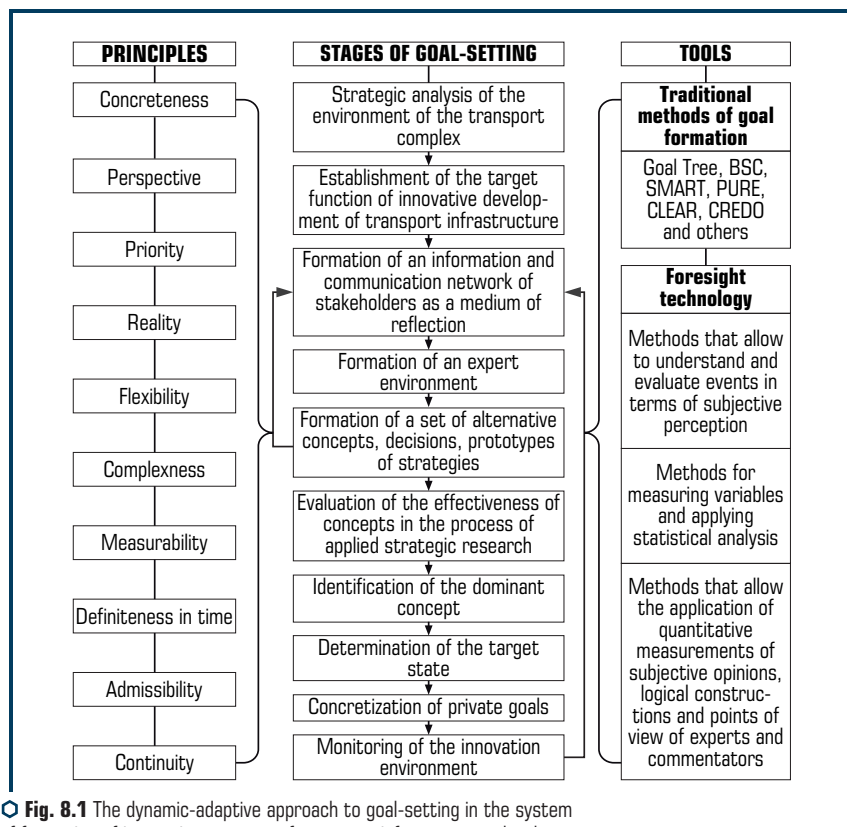 PRINCIPLES
Concreteness
Perspective
Priority
Reality
Flexibility
Complexness
Measurability
Definiteness in time
Admissibility
Continuity
STAGES OF GOAL-SETTING
Strategic analysis of the
environment of the transport
complex
Establishment of the target
function of innovative develop-
ment of transport infrastructure
Formation of an information and
communication network of
stakeholders as a medium of
reflection
Formation of an expert
environment
Formation of a set of alternative
concepts, decisions, prototypes
of strategies
Evaluation of the effectiveness of
concepts in the process of
applied strategic research
Identification of the dominant
concept
Determination of the target
state
Concretization of private goals
Monitoring of the innovation
environment
TOOLS
Traditional
methods of goal
formation
Goal Tree, BSC,
SMART, PURE,
CLEAR, CREDO
and others
Foresight
technology
Methods that allow
to understand and
evaluate events in
terms of subjective
perception
Methods for
measuring variables
and applying
statistical analysis
Methods that allow
the application of
quantitative
measurements of
subjective opinions,
logical construc-
tions and points of
view of experts and
commentators
Fig. 8.1 The dynamic-adaptive approach to goal-setting in the system